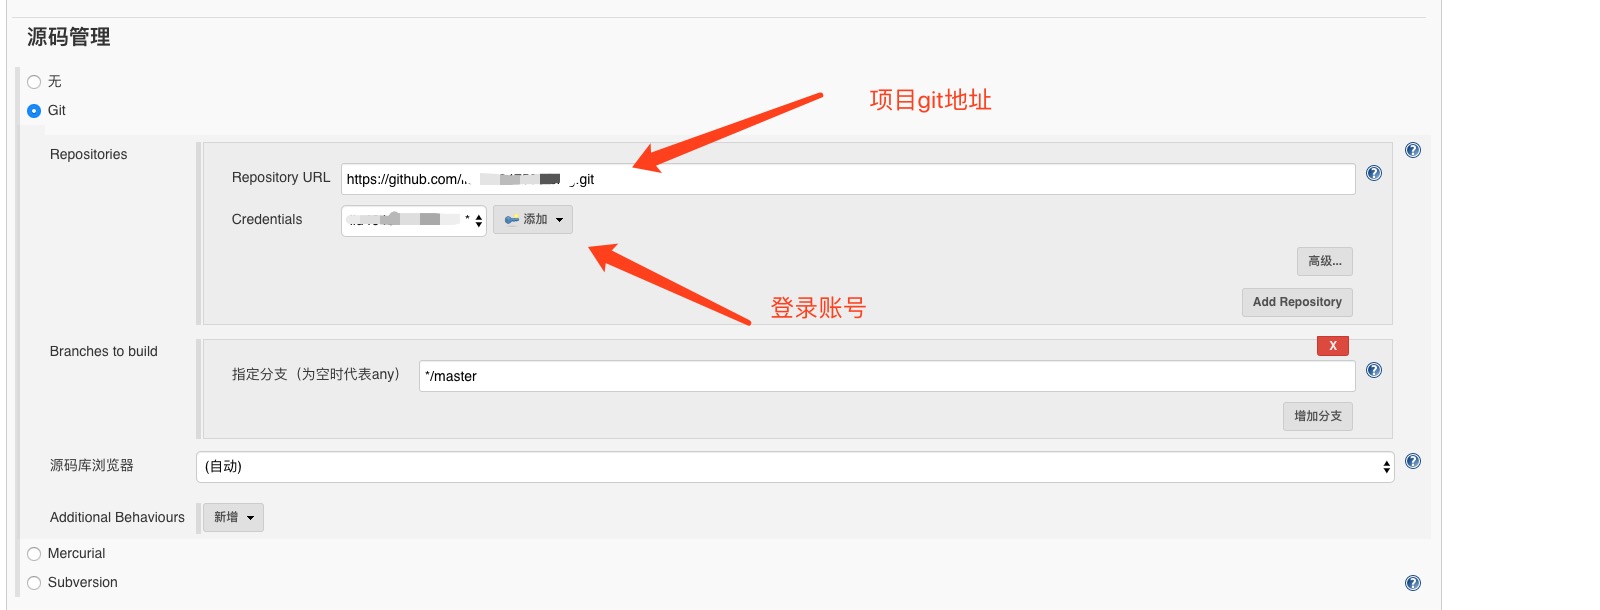 源码管理
无
Git
项目git地址
Repositories
Repository URL
https://github.com/ .git
Credentials
* 添加
高级...
登录账号
Add Repository
Branches to build
X
指定分支（为空时代表any）
*/master
增加分支
源码库浏览器
(自动)
Additional Behaviours
新增
Mercurial
Subversion